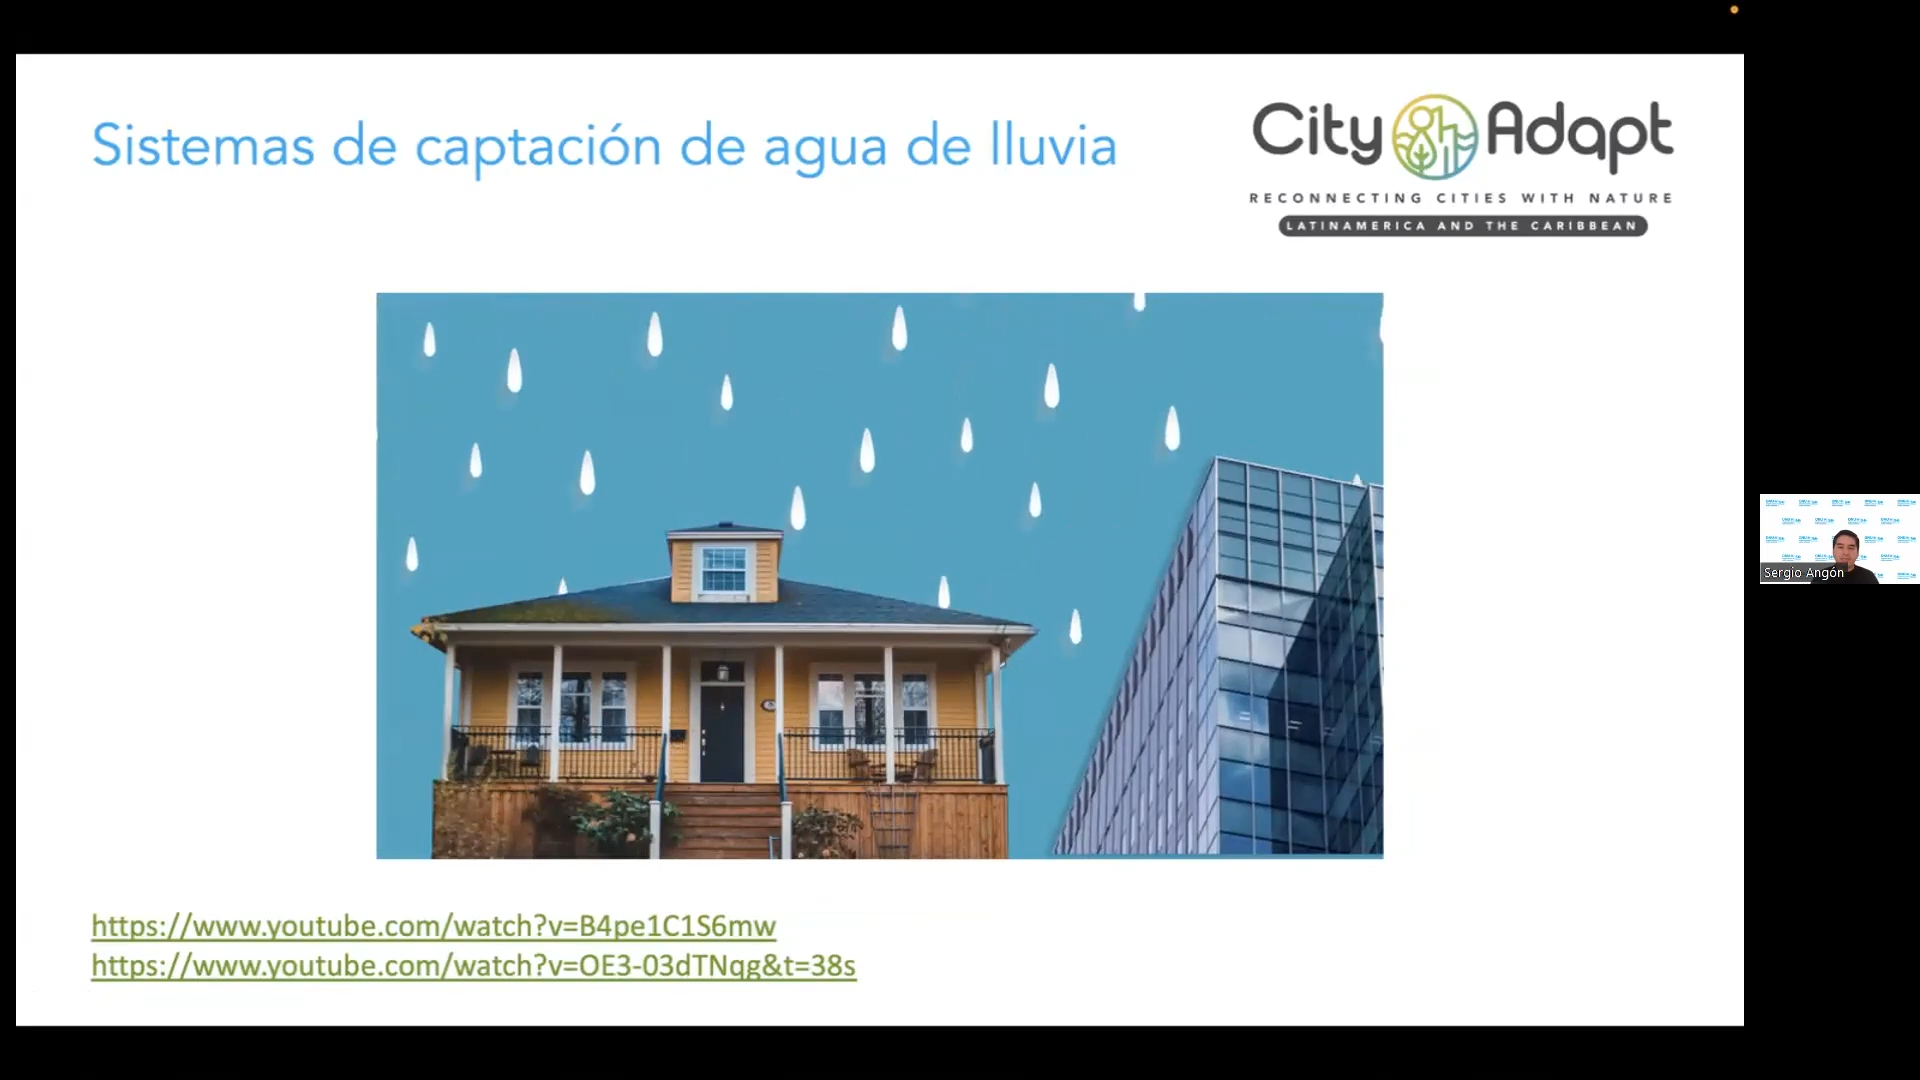 Sistemas de captación de agua de lluvia
City Adapt
RECONNECTING CITIES WITH NATURE
LATINAMERICA AND THE CARIBBEAN
https://www.youtube.com/watch?v=B4pe1C1S6mw
https://www.youtube.com/watch?v=OE3-03dTNqg&t=38s
Sergio Angón